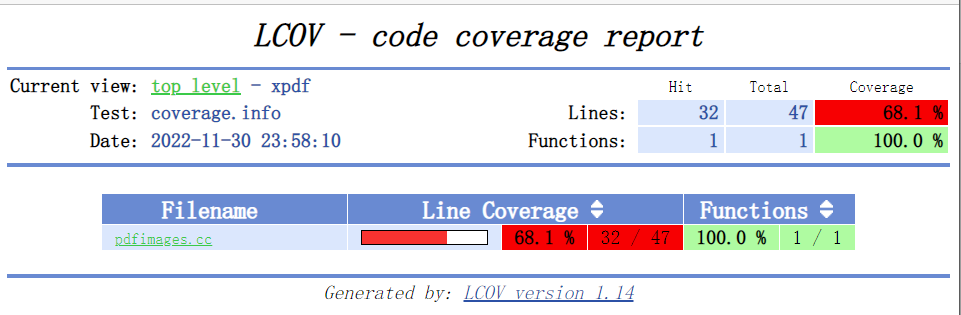 LCOV - code coverage report
Current view: top level - xpdf Hit Total Coverage
Test: coverage.info Lines: 32 47 68.1 %
Date: 2022-11-30 23:58:10 Functions: 1 1 100.0 %
Filename Line Coverage Functions
pdfimages.cc 68.1 % 32 / 47 100.0 % 1 / 1
Generated by: LCOV version 1.14